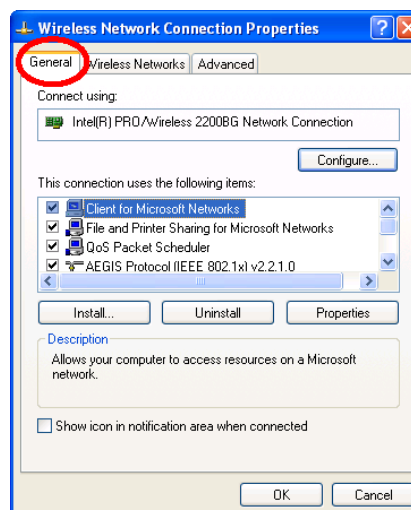 Wireless Network Connection Properties
General Wireless Networks Advanced
Connect using:
Intel(R) PRO/Wireless 2200BG Network Connection
Configure...
This connection uses the following items:
Client for Microsoft Networks
File and Printer Sharing for Microsoft Networks
QoS Packet Scheduler
AEGIS Protocol (IEEE 802.1x) v2.2.1.0
Install... Uninstall Properties
Description
Allows your computer to access resources on a Microsoft
network.
Show icon in notification area when connected
OK Cancel